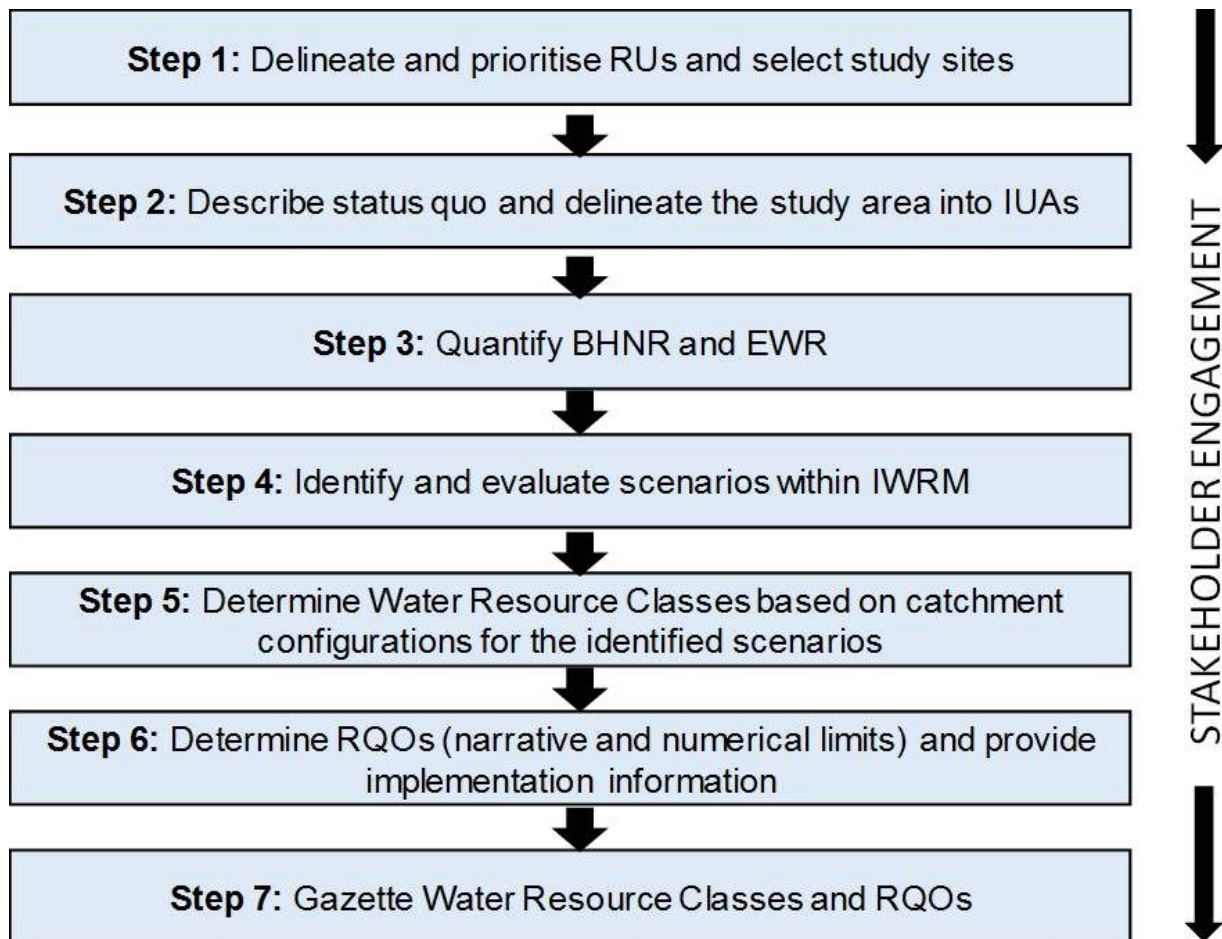 Step 1: Delineate and prioritise RUs and select study sites
Step 2: Describe status quo and delineate the study area into IUAs
Step 3: Quantify BHNR and EWR
Step 4: Identify and evaluate scenarios within IWRM
Step 5: Determine Water Resource Classes based on catchment
configurations for the identified scenarios
Step 6: Determine RQOs (narrative and numerical limits) and provide
implementation information
Step 7: Gazette Water Resource Classes and RQOs
STAKEHOLDER ENGAGEMENT